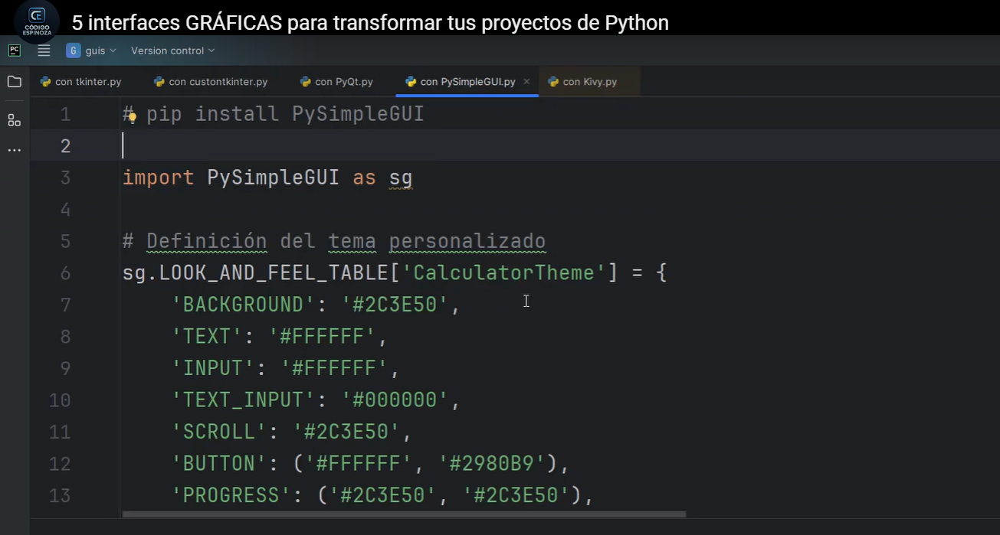 CE
CÓDIGO
ESPINOZA
5 interfaces GRÁFICAS para transformar tus proyectos de Python
PC
G guis Version control
con tkinter.py con custontkinter.py con PyQt.py con PySimpleGUI.py con Kivy.py
1 # pip install PySimpleGUI
2
3 import PySimpleGUI as sg
4
5 # Definición del tema personalizado
6 sg.LOOK_AND_FEEL_TABLE['CalculatorTheme'] = {
7 'BACKGROUND': '#2C3E50',
8 'TEXT': '#FFFFFF',
9 'INPUT': '#FFFFFF',
10 'TEXT_INPUT': '#000000',
11 'SCROLL': '#2C3E50',
12 'BUTTON': ('#FFFFFF', '#2980B9'),
13 'PROGRESS': ('#2C3E50', '#2C3E50'),